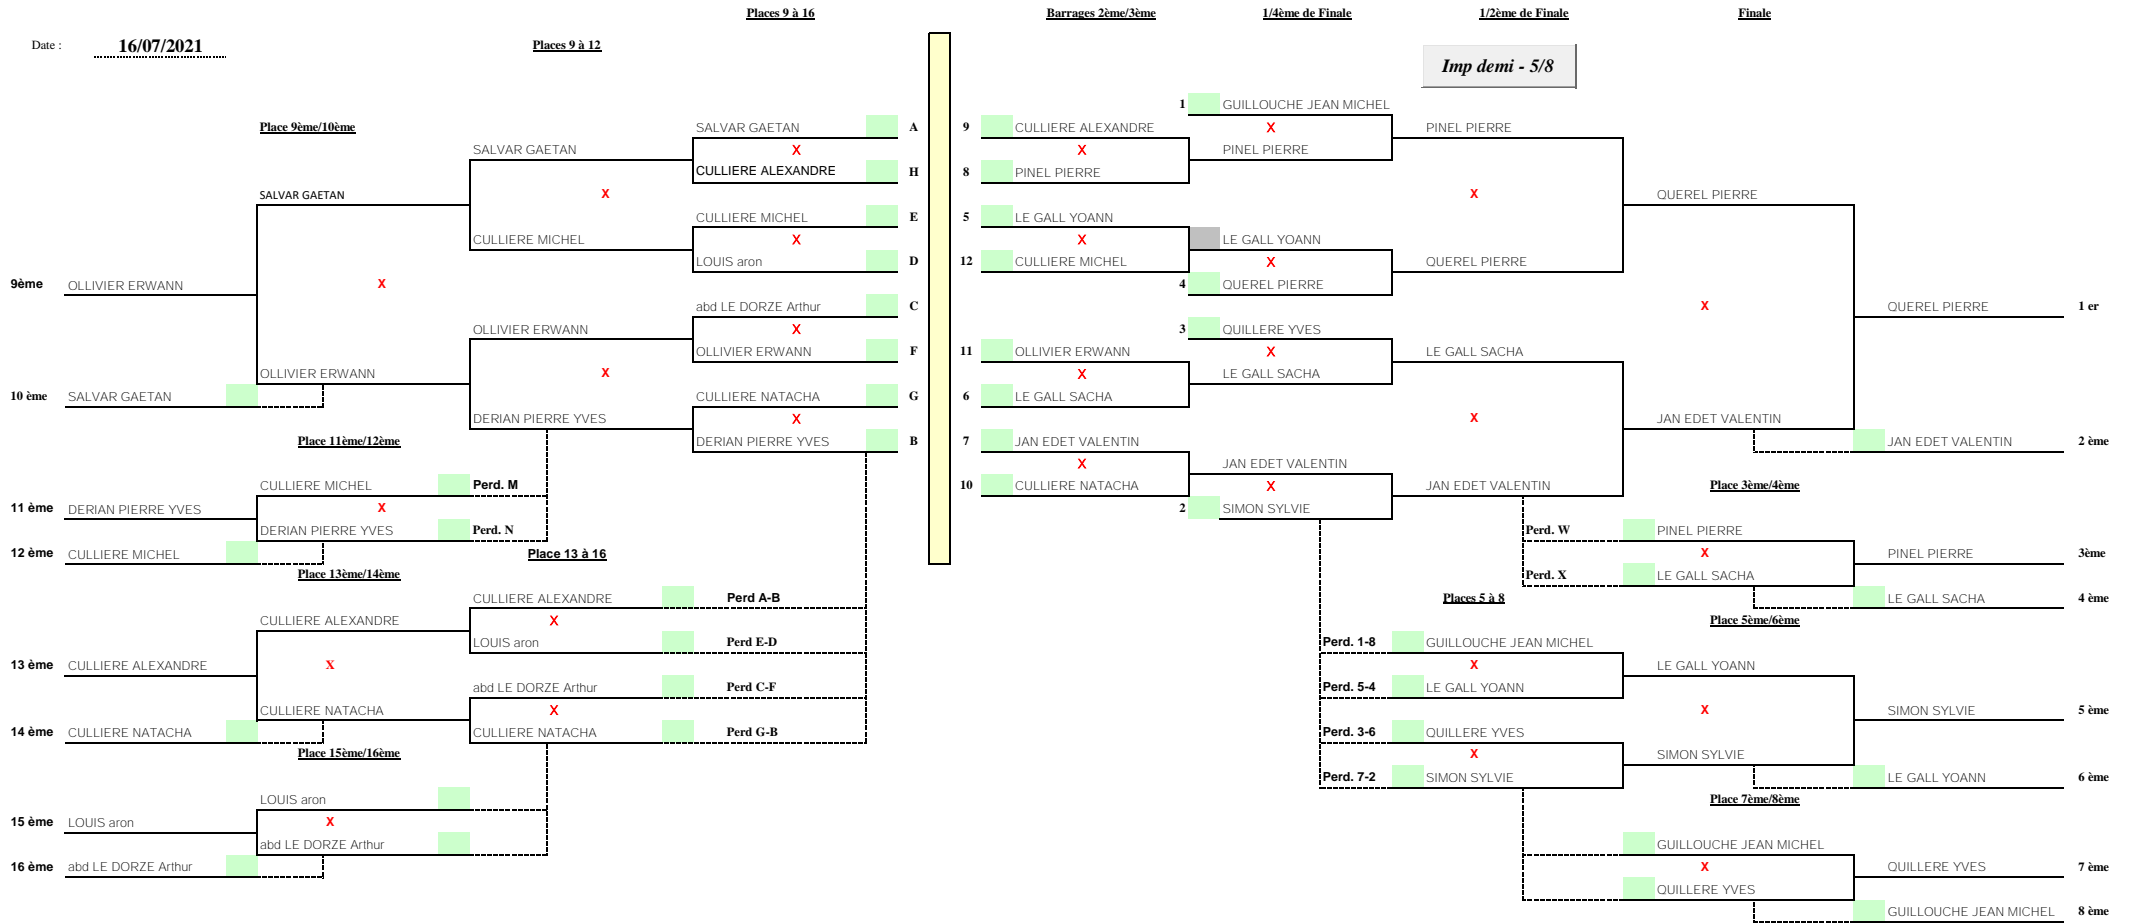 Places 9 à 16
Barrages 2ème/3ème
1/4ème de Finale
1/2ème de Finale
Finale
Date :
16/07/2021
Places 9 à 12
Imp demi - 5/8
1
GUILLOUCHE JEAN MICHEL
Place 9ème/10ème
SALVAR GAETAN
A
9
CULLIERE ALEXANDRE
X
PINEL PIERRE
SALVAR GAETAN
X
X
PINEL PIERRE
CULLIERE ALEXANDRE
H
8
PINEL PIERRE
SALVAR GAETAN
X
X
QUEREL PIERRE
CULLIERE MICHEL
E
5
LE GALL YOANN
CULLIERE MICHEL
X
X
LE GALL YOANN
LOUIS aron
D
12
CULLIERE MICHEL
X
QUEREL PIERRE
9ème
OLLIVIER ERWANN
X
4
QUEREL PIERRE
abd LE DORZE Arthur
C
X
QUEREL PIERRE
1 er
OLLIVIER ERWANN
X
3
QUILLERE YVES
OLLIVIER ERWANN
F
11
OLLIVIER ERWANN
X
LE GALL SACHA
OLLIVIER ERWANN
X
X
LE GALL SACHA
10 ème
SALVAR GAETAN
CULLIERE NATACHA
G
6
LE GALL SACHA
DERIAN PIERRE YVES
X
X
JAN EDET VALENTIN
Place 11ème/12ème
DERIAN PIERRE YVES
B
7
JAN EDET VALENTIN
JAN EDET VALENTIN
2 ème
X
JAN EDET VALENTIN
CULLIERE MICHEL
Perd. M
10
CULLIERE NATACHA
X
JAN EDET VALENTIN
Place 3ème/4ème
11 ème
DERIAN PIERRE YVES
X
2
SIMON SYLVIE
DERIAN PIERRE YVES
Perd. N
Perd. W
PINEL PIERRE
12 ème
CULLIERE MICHEL
Place 13 à 16
X
PINEL PIERRE
3ème
Place 13ème/14ème
Perd. X
LE GALL SACHA
CULLIERE ALEXANDRE
Perd A-B
Places 5 à 8
LE GALL SACHA
4 ème
CULLIERE ALEXANDRE
X
Place 5ème/6ème
LOUIS aron
Perd E-D
Perd. 1-8
GUILLOUCHE JEAN MICHEL
13 ème
CULLIERE ALEXANDRE
X
X
LE GALL YOANN
abd LE DORZE Arthur
Perd C-F
Perd. 5-4
LE GALL YOANN
CULLIERE NATACHA
X
X
SIMON SYLVIE
5 ème
14 ème
CULLIERE NATACHA
CULLIERE NATACHA
Perd G-B
Perd. 3-6
QUILLERE YVES
Place 15ème/16ème
X
SIMON SYLVIE
Perd. 7-2
SIMON SYLVIE
LE GALL YOANN
6 ème
LOUIS aron
Place 7ème/8ème
15 ème
LOUIS aron
X
abd LE DORZE Arthur
GUILLOUCHE JEAN MICHEL
16 ème
abd LE DORZE Arthur
X
QUILLERE YVES
7 ème
QUILLERE YVES
GUILLOUCHE JEAN MICHEL
8 ème